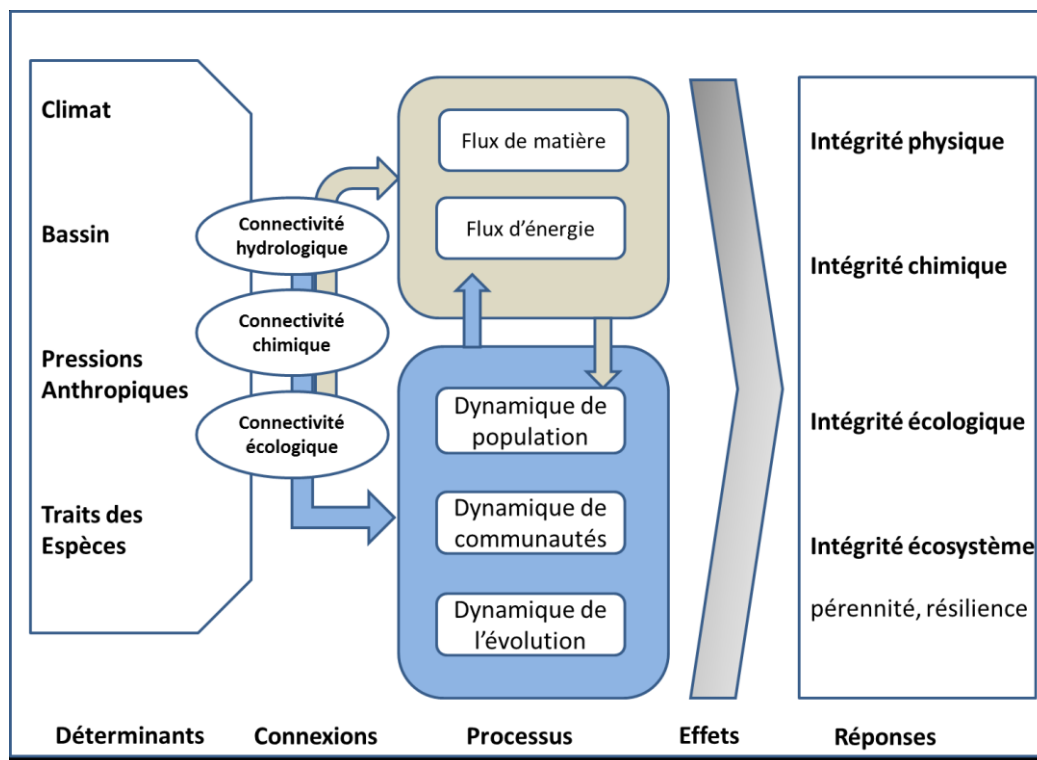 Climat
Bassin
Pressions
Anthropiques
Traits des
Espèces
Connectivité
hydrologique
Connectivité
chimique
Connectivité
écologique
Flux de matière
Flux d'énergie
Dynamique de
population
Dynamique de
communautés
Dynamique de
l'évolution
Intégrité physique
Intégrité chimique
Intégrité écologique
Intégrité écosystème
pérennité, résilience
Déterminants
Connexions
Processus
Effets
Réponses